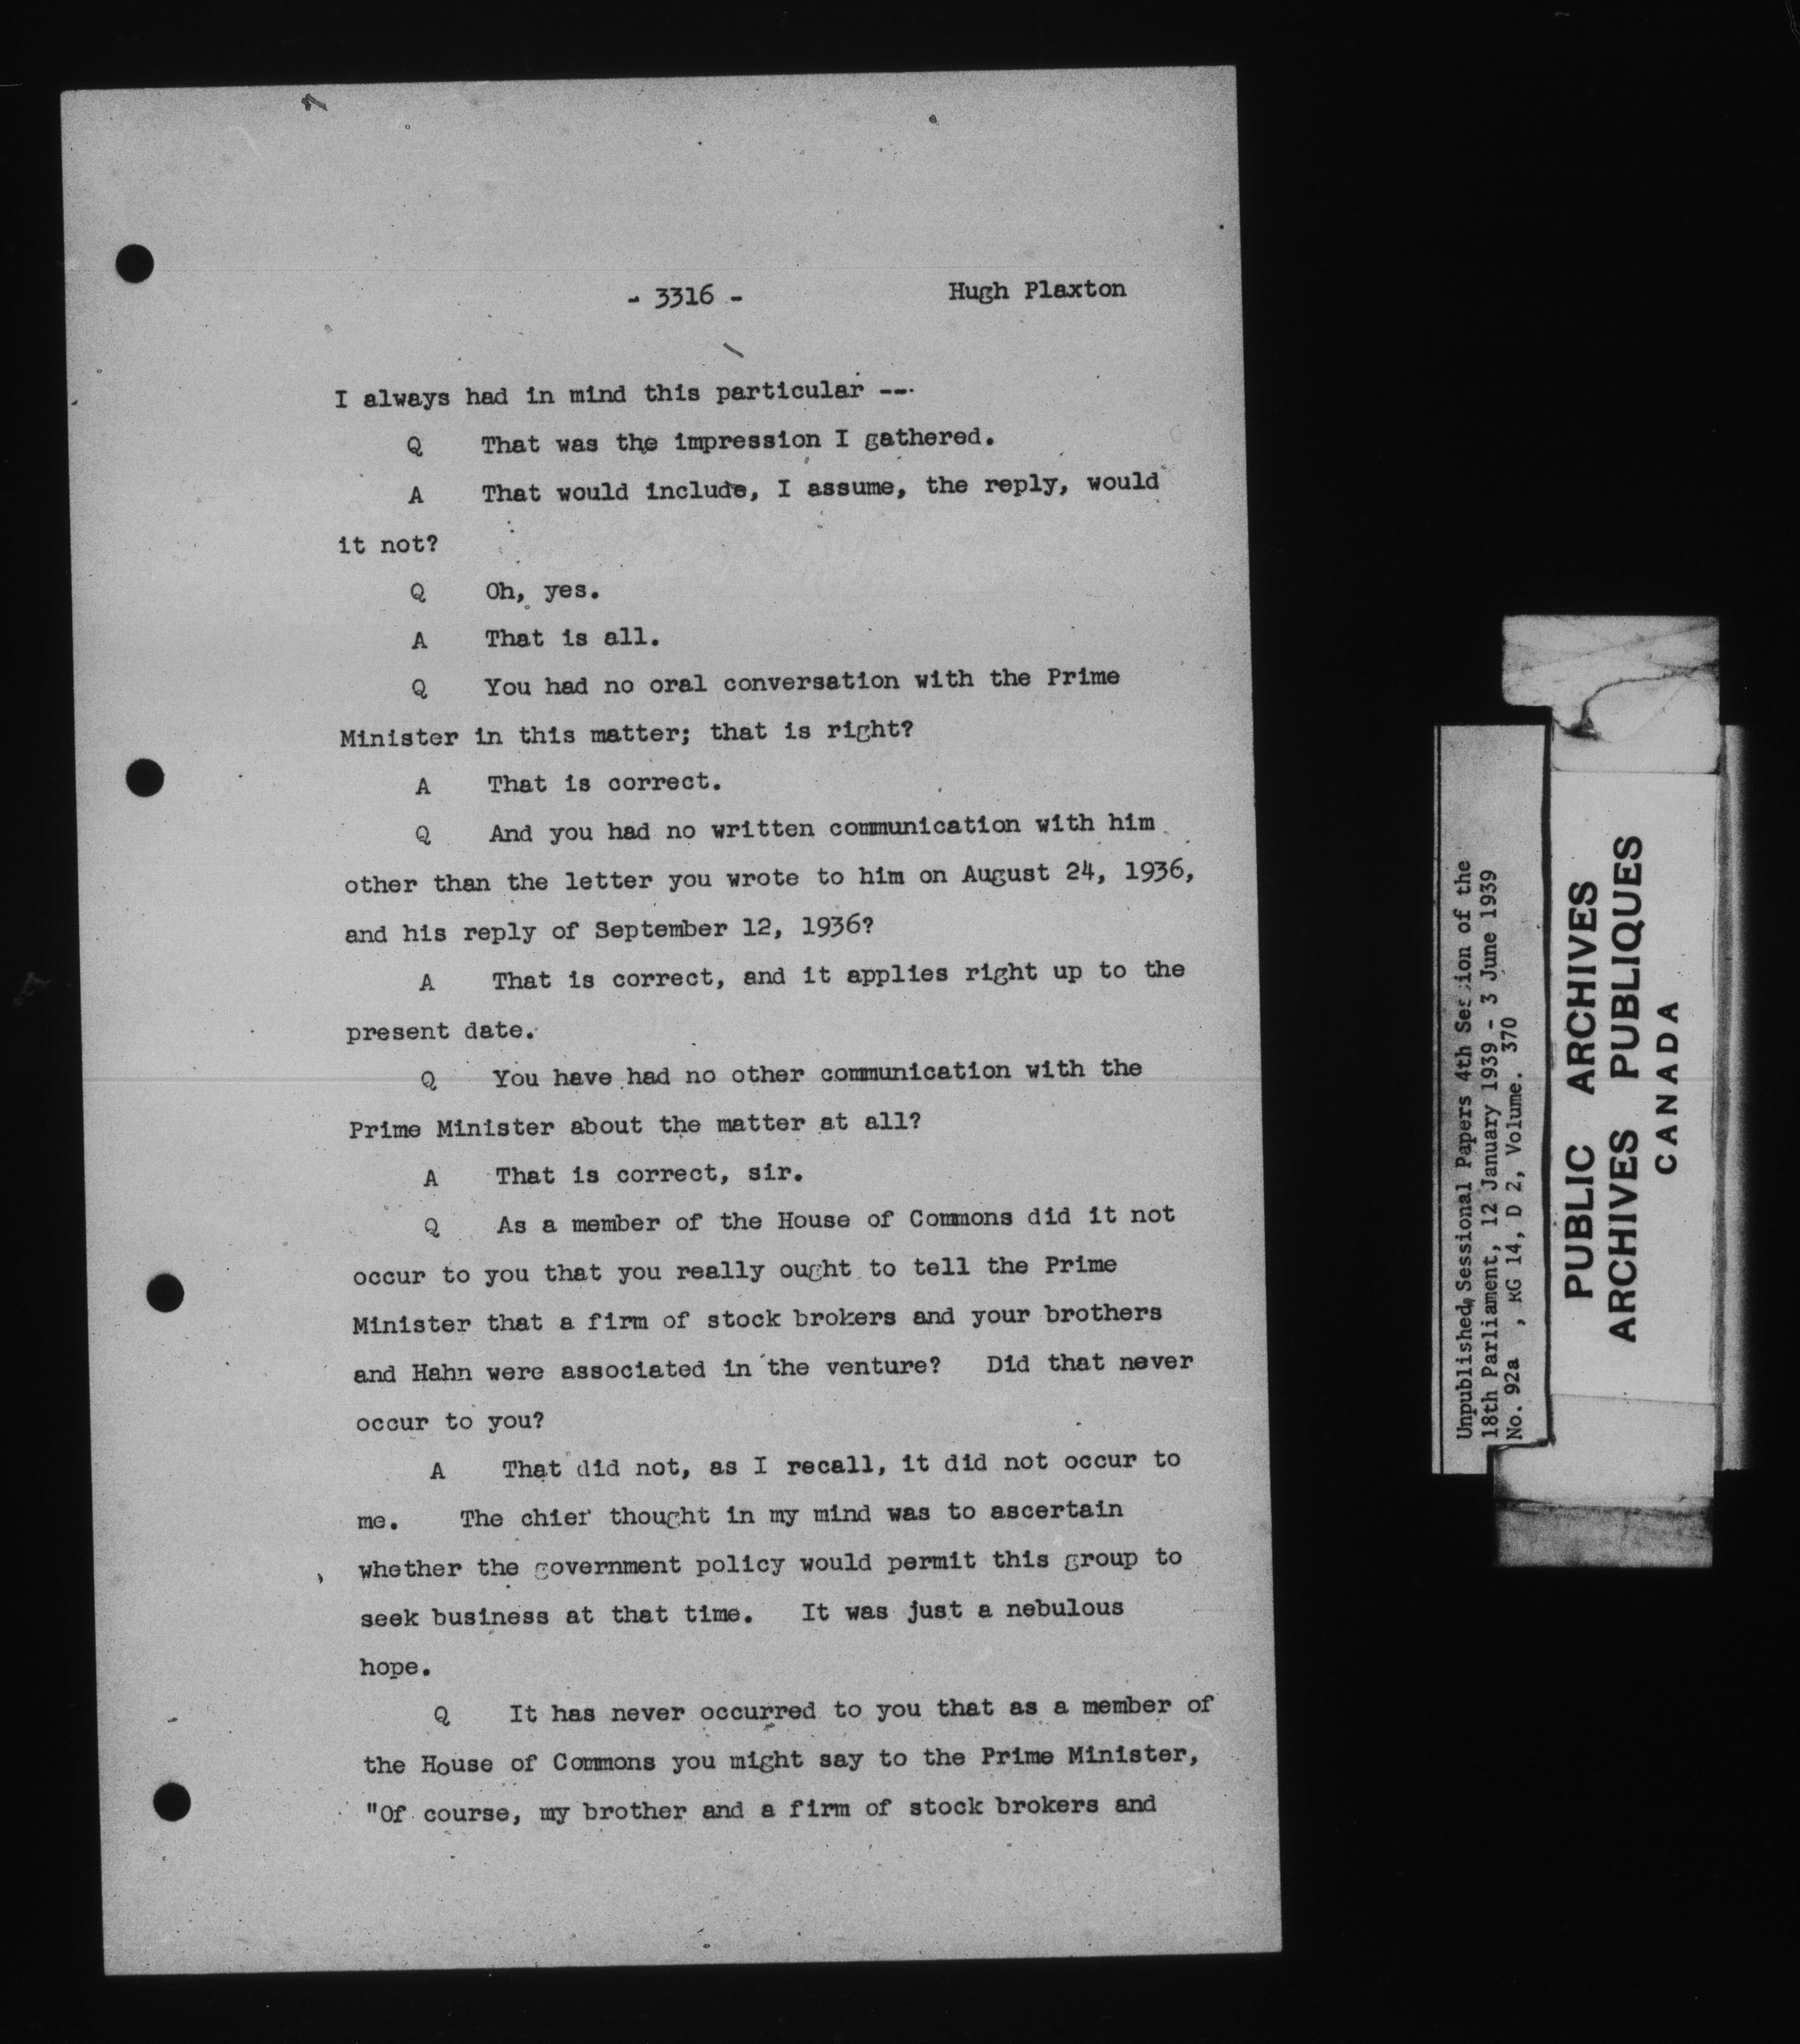 - 3316 -
Hugh Plaxton
I always had in mind this particular --.
Q That was the impression I gathered.
A That would include, I assume, the reply, would
it not?
Q Oh, yes.
A That is all.
Q You had no oral conversation with the Prime
Minister in this matter; that is right?
A That is correct.
Q And you had no written communication with him
other than the letter you wrote to him on August 24, 1936,
and his reply of September 12, 1936?
A That is correct, and it applies right up to the
present date.
Q You have had no other communication with the
Prime Minister about the matter at all?
A That is correct, sir.
Q As a member of the House of Commons did it not
occur to you that you really ought to tell the Prime
Minister that a firm of stock brokers and your brothers
and Hahn were associated in the venture? Did that never
occur to you?
A That did not, as I recall, it did not occur to
me. The chief thought in my mind was to ascertain
whether the government policy would permit this group to
seek business at that time. It was just a nebulous
hope.
Q It has never occurred to you that as a member of
the House of Commons you might say to the Prime Minister,
"Of course, my brother and a firm of stock brokers and
Unpublished Sessional Papers 4th Session of the
18th Parliament, 12 January 1939 - 3 June 1939
No. 92a , RG 14, D 2, Volume. 370
PUBLIC ARCHIVES
ARCHIVES PUBLIQUES
CANADA